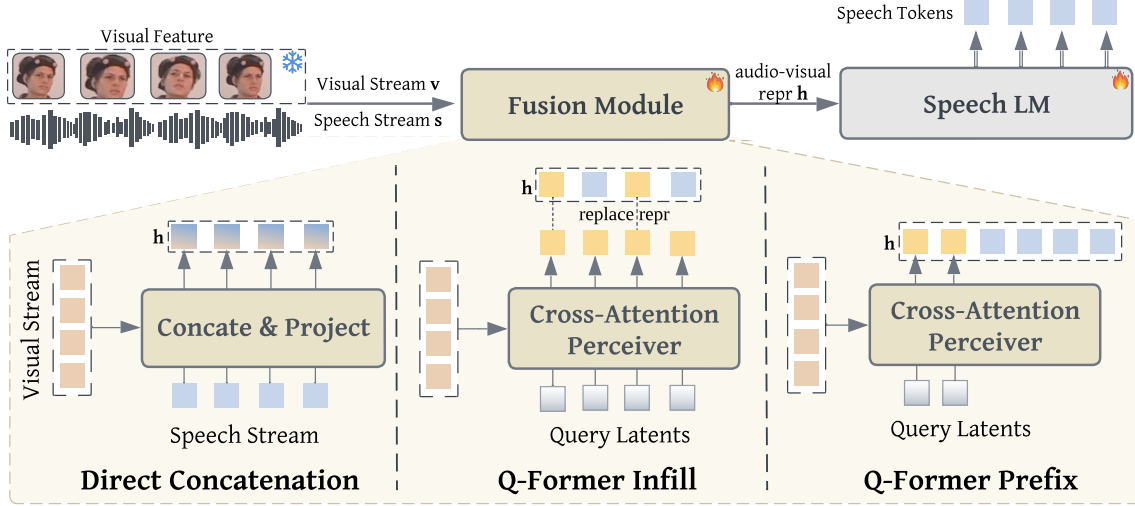 Visual Feature
Speech Tokens
Visual Stream v
Speech Stream s
Fusion Module
audio-visual
repr h
Speech LM
h
Visual Stream
Concate & Project
Speech Stream
Direct Concatenation
h
replace repr
Cross-Attention
Perceiver
Query Latents
Q-Former Infill
h
Cross-Attention
Perceiver
Query Latents
Q-Former Prefix